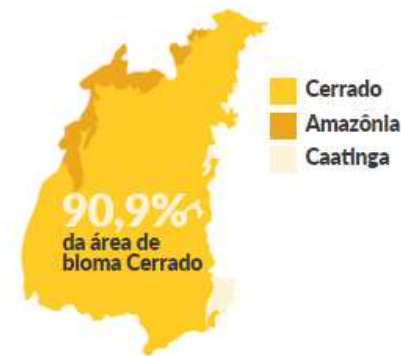 Cerrado
Amazônia
Caatinga
90,9%
da área de
bioma Cerrado